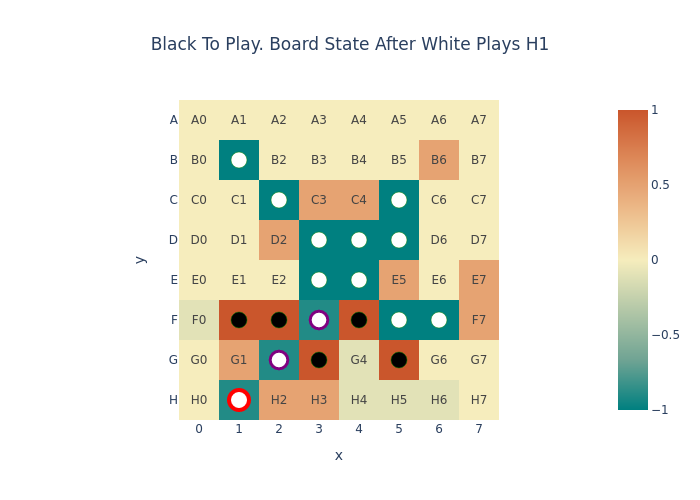 Black To Play. Board State After White Plays H1
A A0 A1 A2 A3 A4 A5 A6 A7
B B0 B2 B3 B4 B5 B6 B7
C C0 C1 C3 C4 C6 C7
D D0 D1 D2 D6 D7
E E0 E1 E2 E5 E6 E7
F F0 F7
G G0 G1 G4 G6 G7
H H0 H2 H3 H4 H5 H6 H7
0 1 2 3 4 5 6 7
x
y
1
0.5
0
−0.5
−1